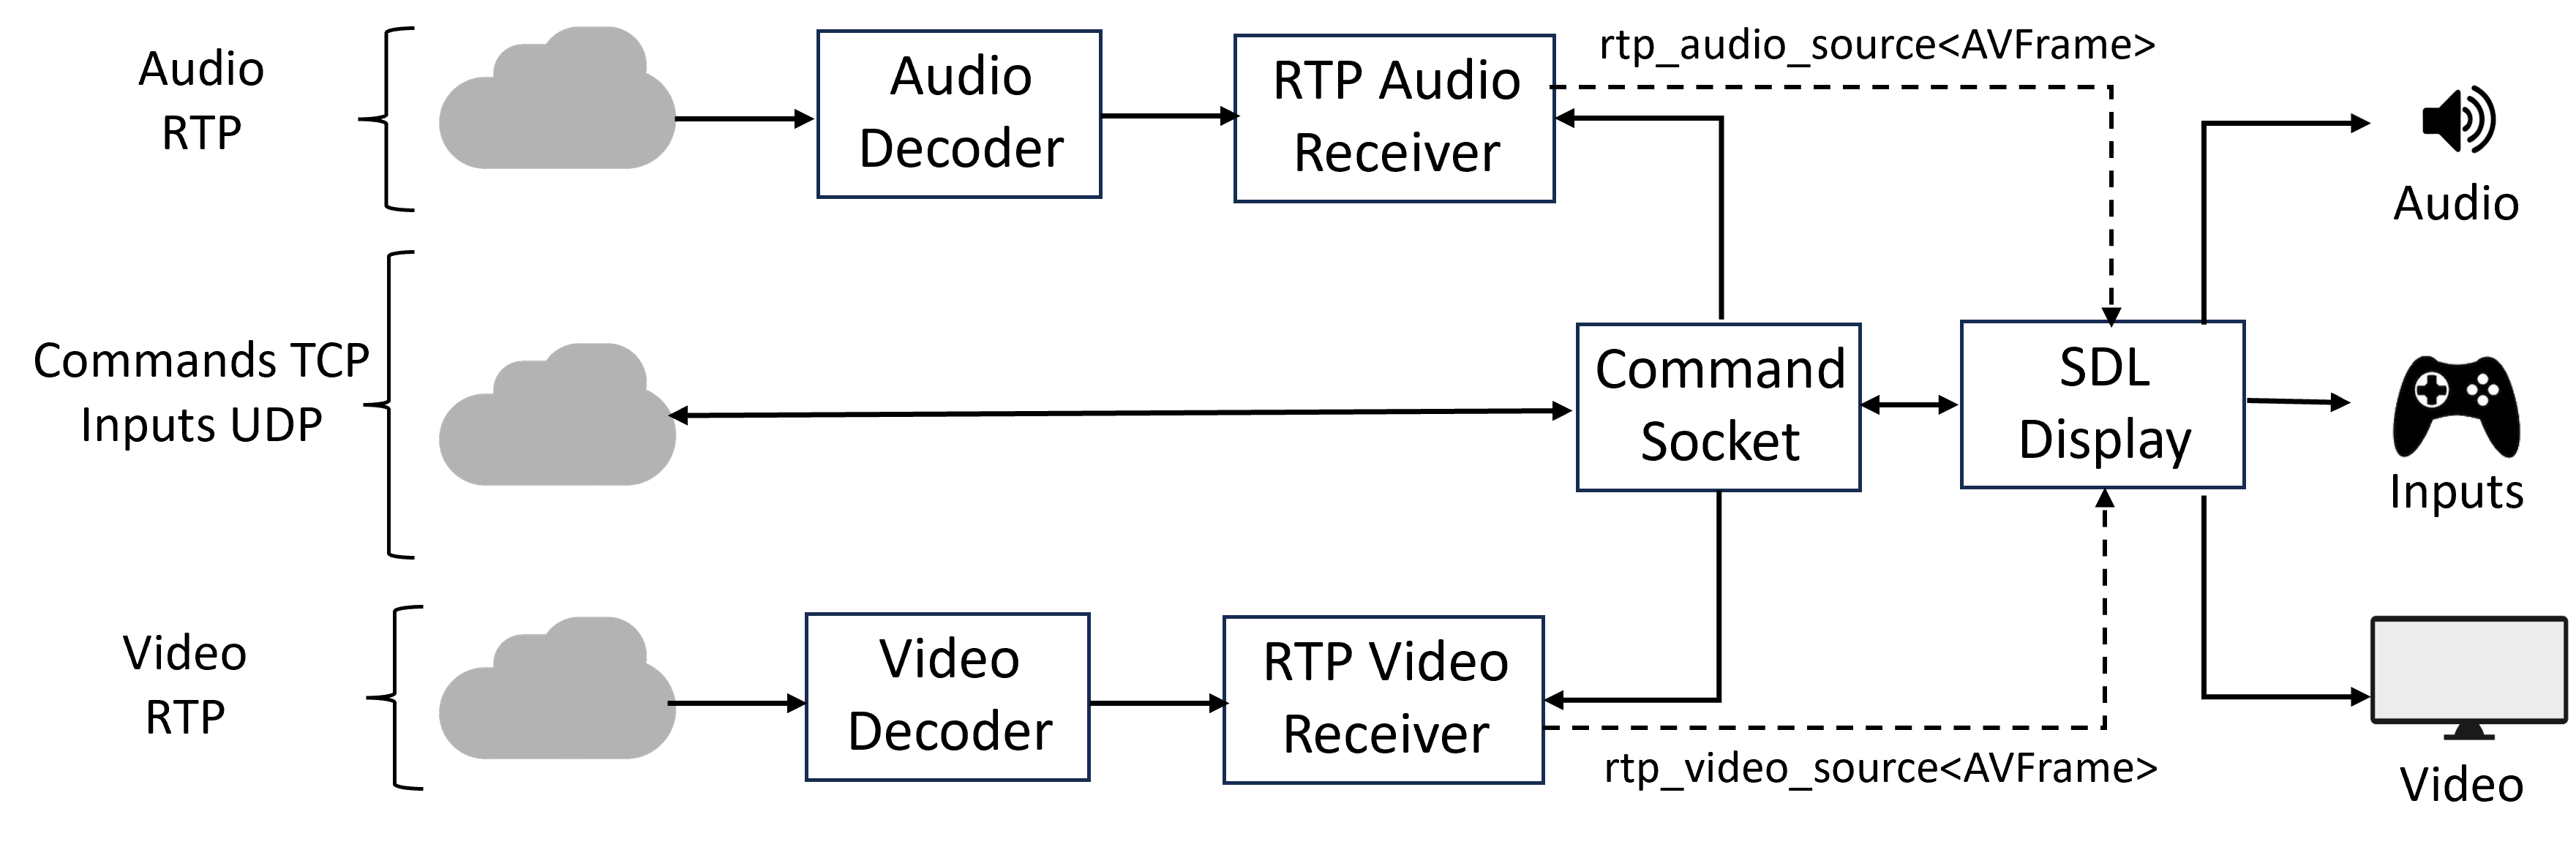 Audio
RTP
Audio
Decoder
RTP Audio
Receiver
rtp_audio_source<AVFrame>
Audio
Commands TCP
Inputs UDP
Command
Socket
SDL
Display
Inputs
Video
RTP
Video
Decoder
RTP Video
Receiver
rtp_video_source<AVFrame>
Video